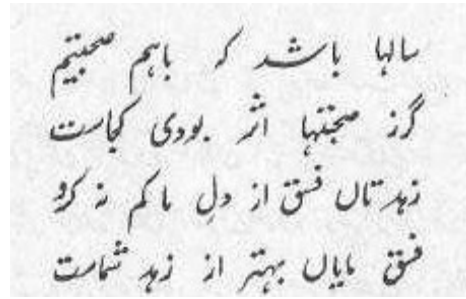 سالہا باشد کہ باہم صحبتیم
گرز صحبتہا اثر بودی کجاست
زہد تاں فسق از دلِ ما کم نہ کرد
فسق مایاں بہتر از زہد شماست